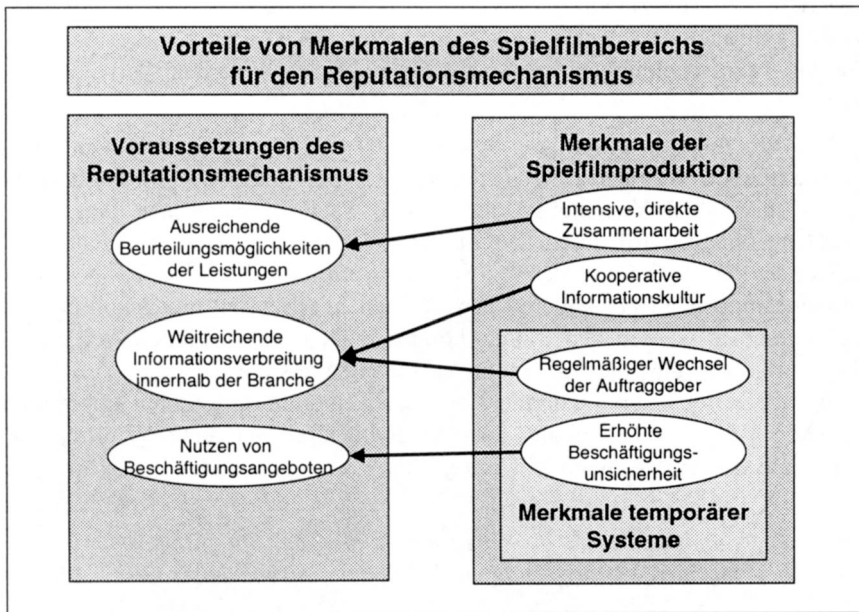 Vorteile von Merkmalen des Spielfilmbereichs
für den Reputationsmechanismus
Voraussetzungen des
Reputationsmechanismus
Ausreichende
Beurteilungsmöglichkeiten
der Leistungen
Weitreichende
Informationsverbreitung
innerhalb der Branche
Nutzen von
Beschäftigungsangeboten
Merkmale der
Spielfilmproduktion
Intensive, direkte
Zusammenarbeit
Kooperative
Informationskultur
Regelmäßiger Wechsel
der Auftraggeber
Erhöhte
Beschäftigungs-
unsicherheit
Merkmale temporärer
Systeme